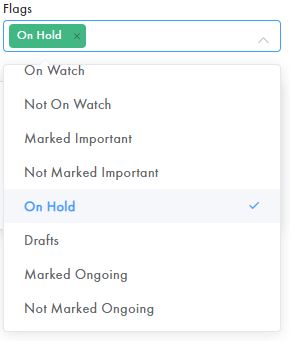 Flags
On Hold ×
On Watch
Not On Watch
Marked Important
Not Marked Important
On Hold
Drafts
Marked Ongoing
Not Marked Ongoing